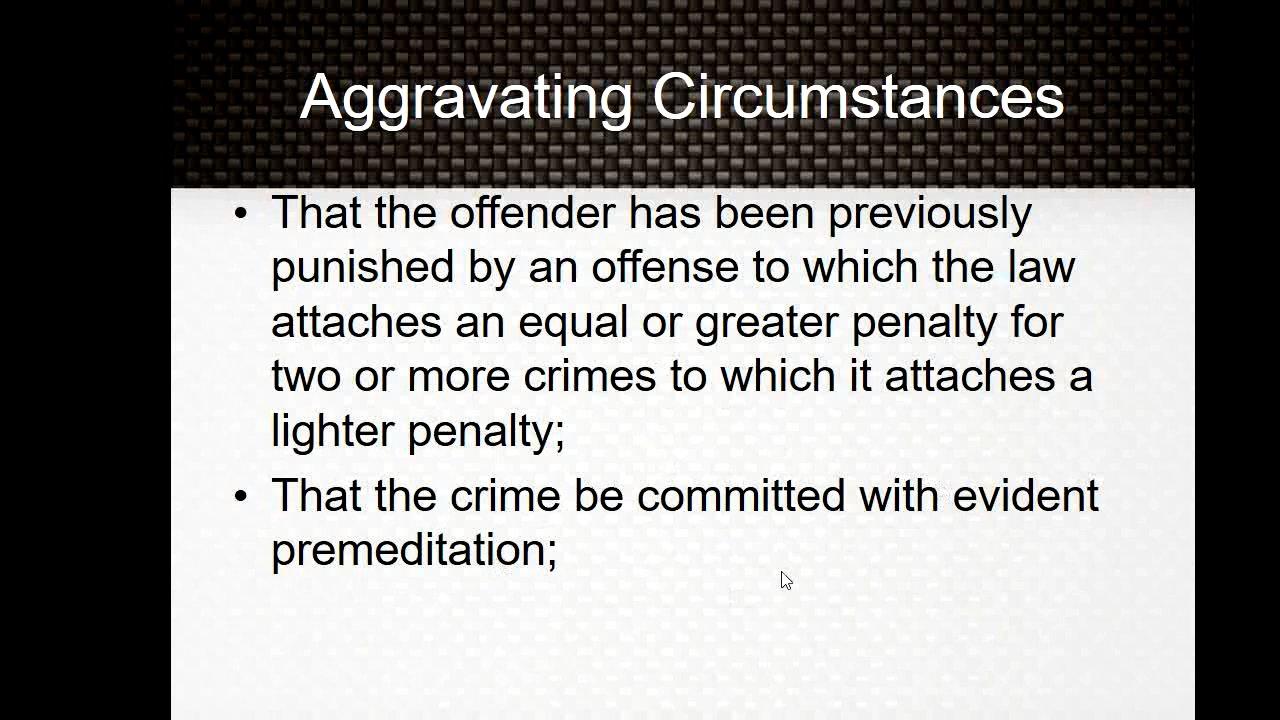 Aggravating Circumstances
• That the offender has been previously
punished by an offense to which the law
attaches an equal or greater penalty for
two or more crimes to which it attaches a
lighter penalty;
• That the crime be committed with evident
premeditation;